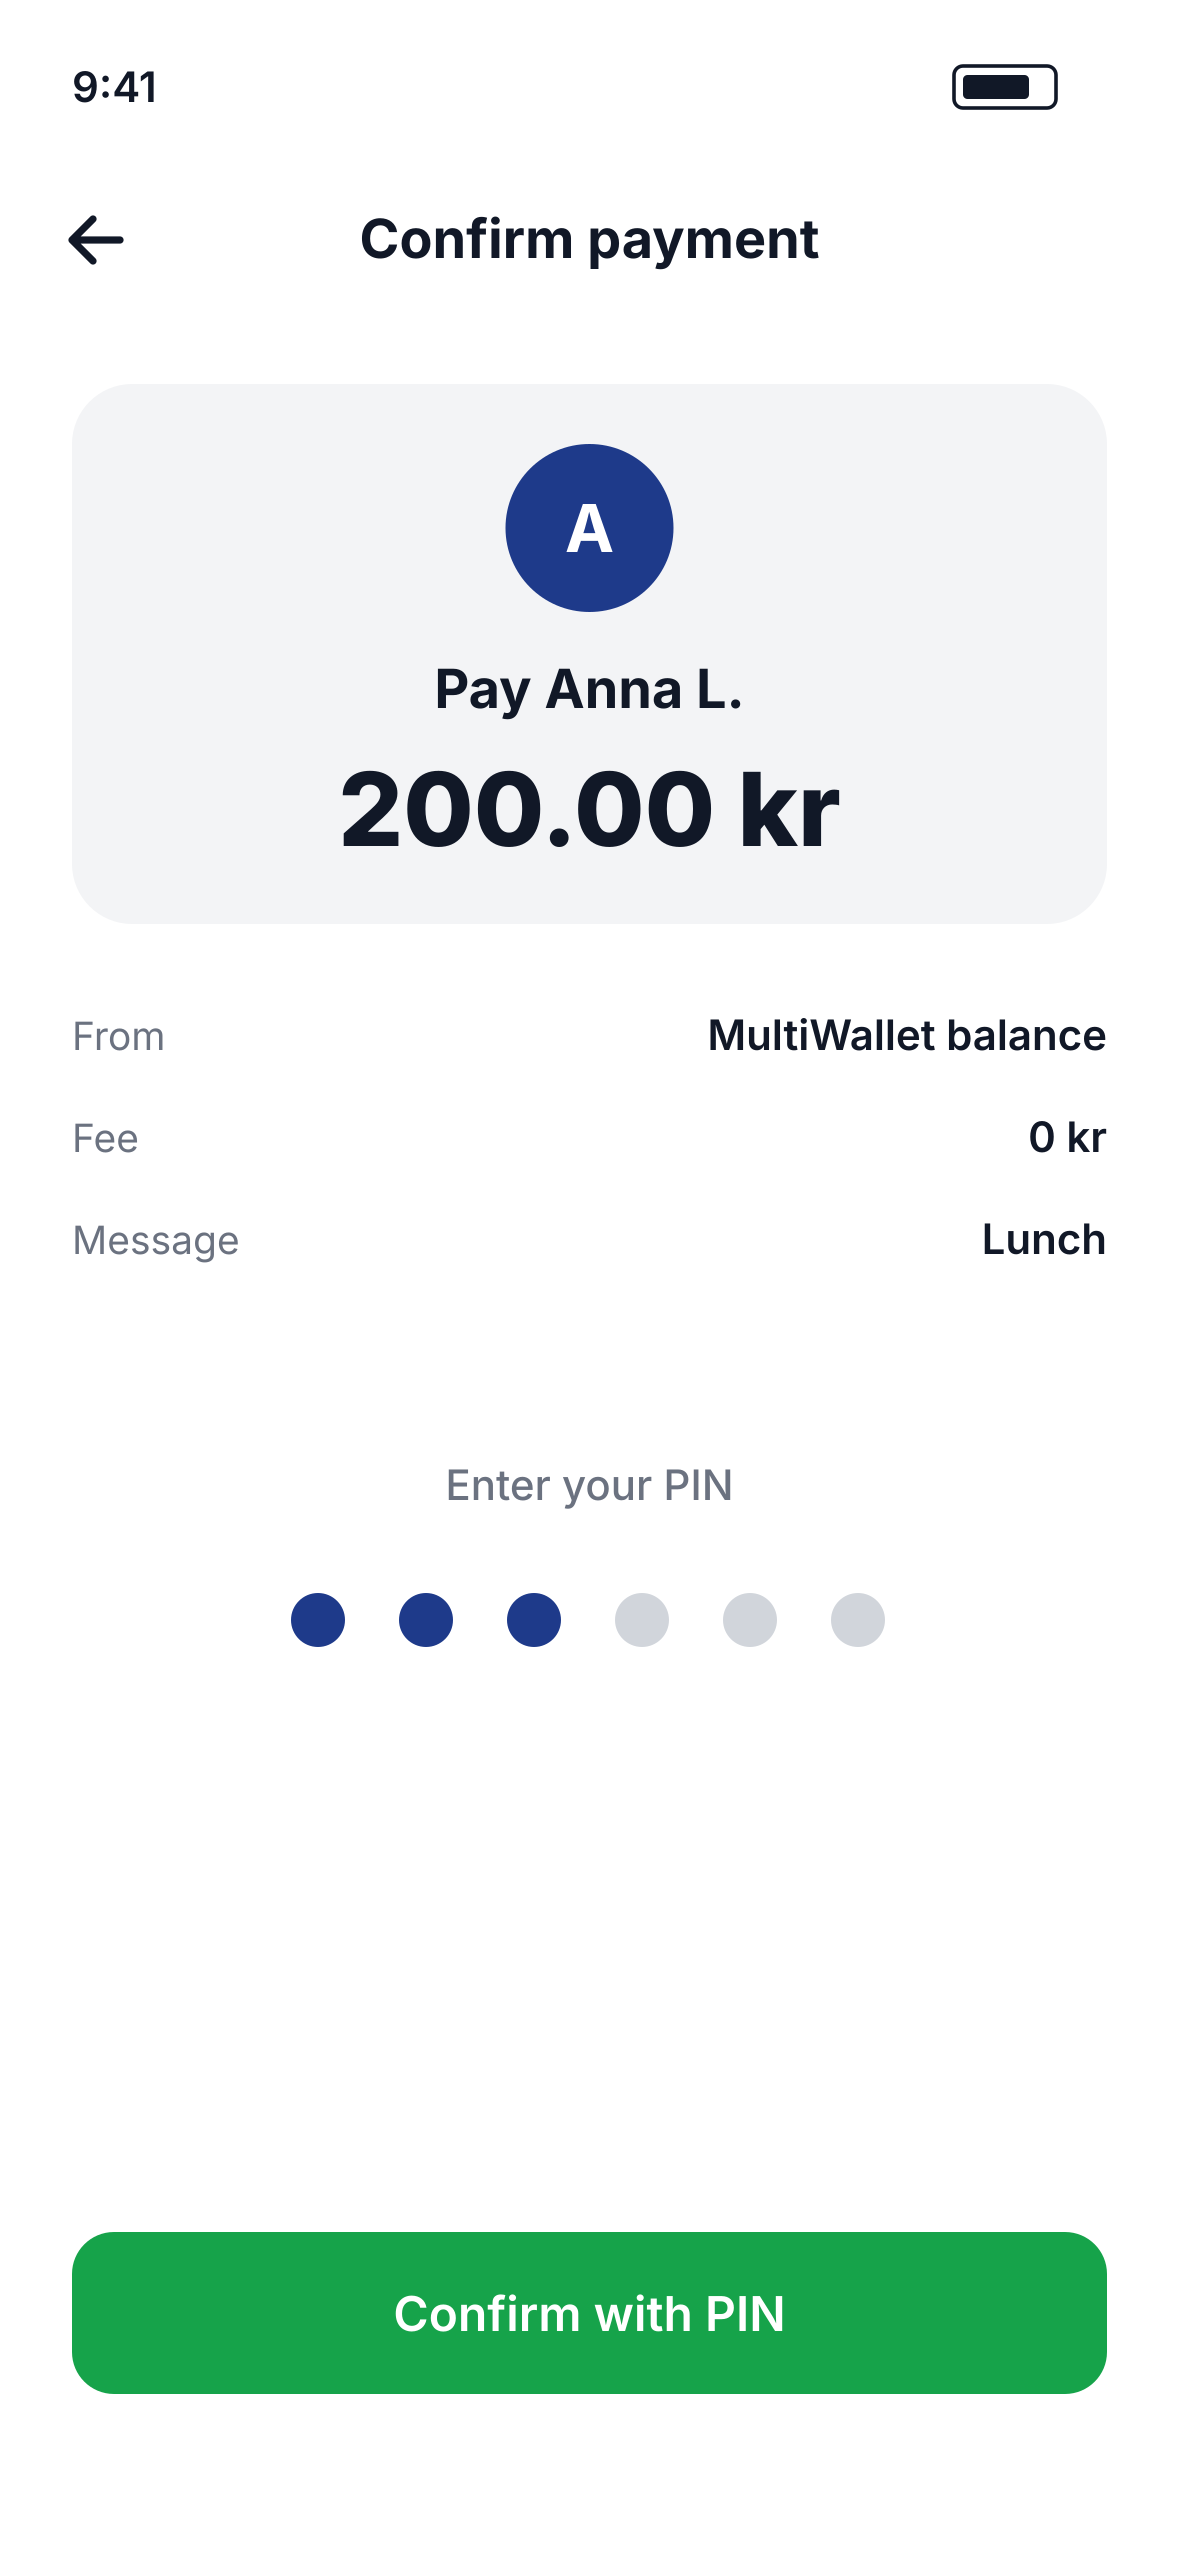 9:41
Confirm payment
A
Pay Anna L.
200.00 kr
From MultiWallet balance
Fee 0 kr
Message Lunch
Enter your PIN
Confirm with PIN